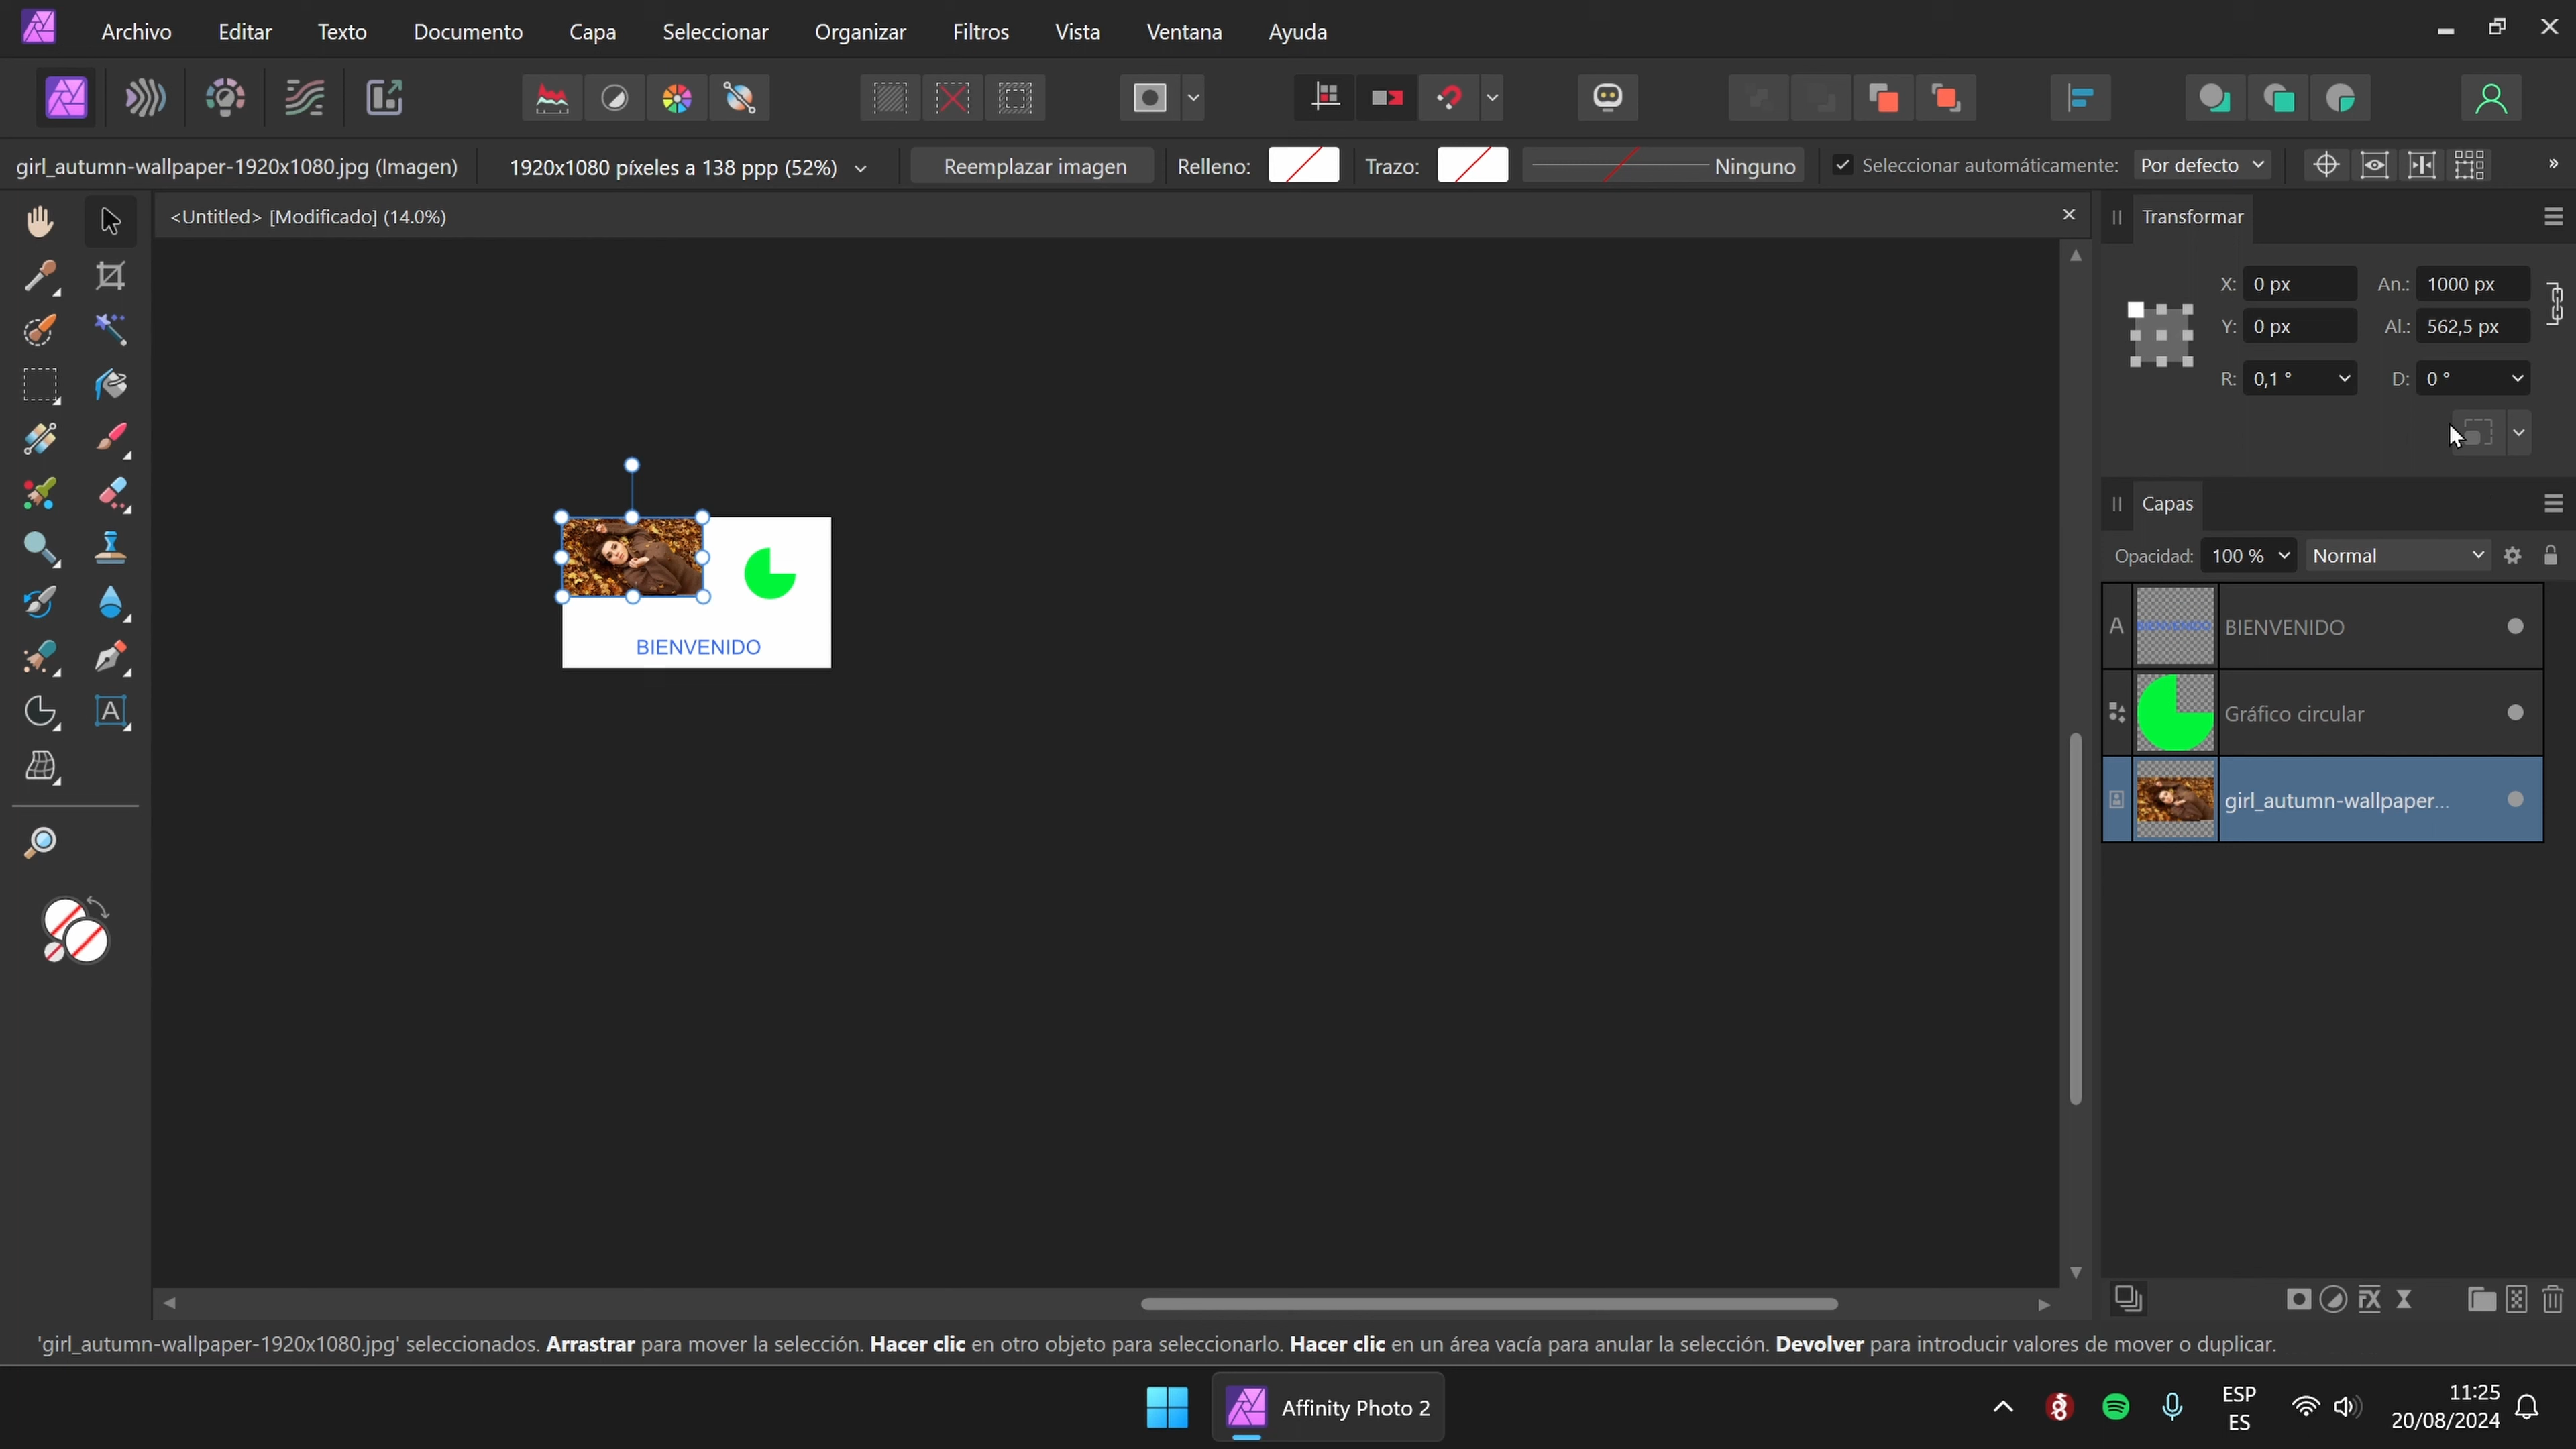 Archivo Editar Texto Documento Capa Seleccionar Organizar Filtros Vista Ventana Ayuda
girl_autumn-wallpaper-1920x1080.jpg (Imagen) 1920x1080 píxeles a 138 ppp (52%) Reemplazar imagen Relleno: Trazo: Ninguno Seleccionar automáticamente: Por defecto »
<Untitled> [Modificado] (14.0%)
Transformar
X: 0 px An.: 1000 px
Y: 0 px Al.: 562,5 px
R: 0,1 ° D: 0 °
Capas
Opacidad: 100 % Normal
BIENVENIDO
A BIENVENIDO
Gráfico circular
girl_autumn-wallpaper...
A
'girl_autumn-wallpaper-1920x1080.jpg' seleccionados. Arrastrar para mover la selección. Hacer clic en otro objeto para seleccionarlo. Hacer clic en un área vacía para anular la selección. Devolver para introducir valores de mover o duplicar.
Affinity Photo 2
ESP
ES
11:25
20/08/2024